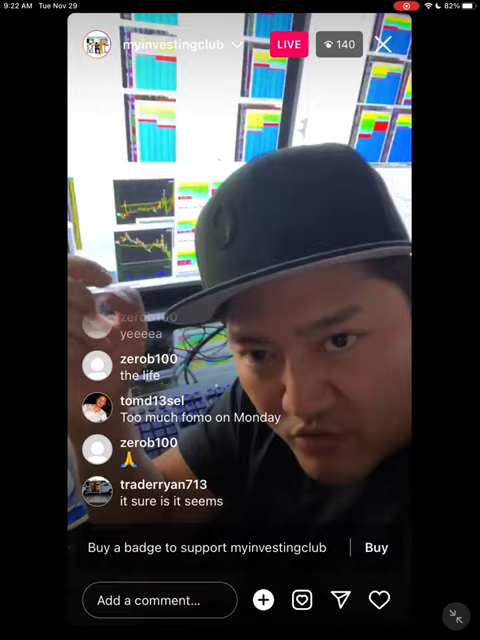 9:22 AM Tue Nov 29
82%
myinvestingclub
LIVE
140
zerob100
yeeeea
zerob100
the life
tomd13sel
Too much fomo on Monday
zerob100
🙏
traderryan713
it sure is it seems
Buy a badge to support myinvestingclub
Buy
Add a comment...